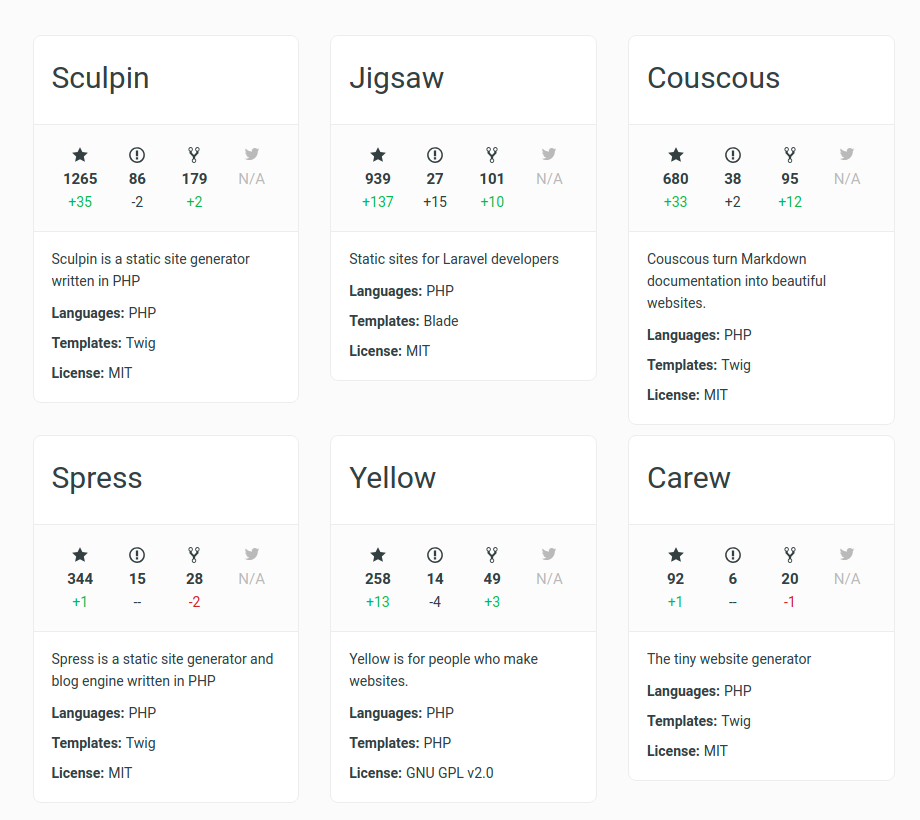 Sculpin
1265 86 179 N/A
+35 -2 +2
Sculpin is a static site generator
written in PHP
Languages: PHP
Templates: Twig
License: MIT
Jigsaw
939 27 101 N/A
+137 +15 +10
Static sites for Laravel developers
Languages: PHP
Templates: Blade
License: MIT
Couscous
680 38 95 N/A
+33 +2 +12
Couscous turn Markdown
documentation into beautiful
websites.
Languages: PHP
Templates: Twig
License: MIT
Spress
344 15 28 N/A
+1 -- -2
Spress is a static site generator and
blog engine written in PHP
Languages: PHP
Templates: Twig
License: MIT
Yellow
258 14 49 N/A
+13 -4 +3
Yellow is for people who make
websites.
Languages: PHP
Templates: PHP
License: GNU GPL v2.0
Carew
92 6 20 N/A
+1 -- -1
The tiny website generator
Languages: PHP
Templates: Twig
License: MIT